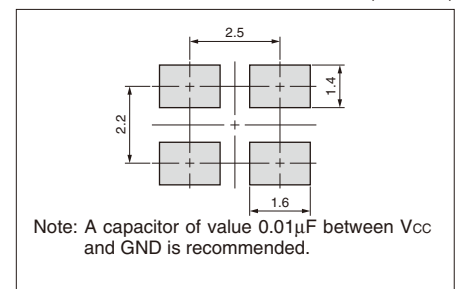 2.5
1.4
2.2
1.6
Note: A capacitor of value 0.01μF between Vcc
and GND is recommended.